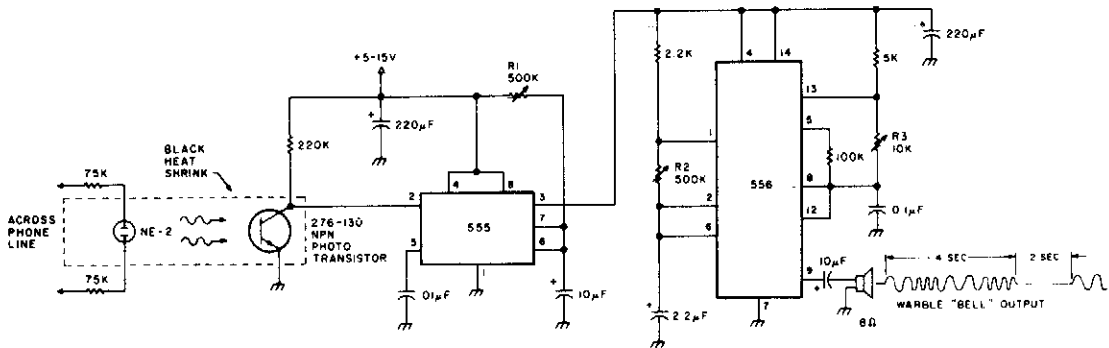 +5-15V
R1
500K
220µF
220K
BLACK
HEAT
SHRINK
75K
ACROSS
PHONE
LINE
NE-2
75K
276-130
NPN
PHOTO
TRANSISTOR
2
4
8
3
7
6
5
1
555
.01µF
10µF
2.2K
R2
500K
2.2µF
1
2
6
4
14
13
5
8
12
9
7
556
5K
100K
R3
10K
0.1µF
220µF
10µF
8Ω
4 SEC
2 SEC
WARBLE "BELL" OUTPUT